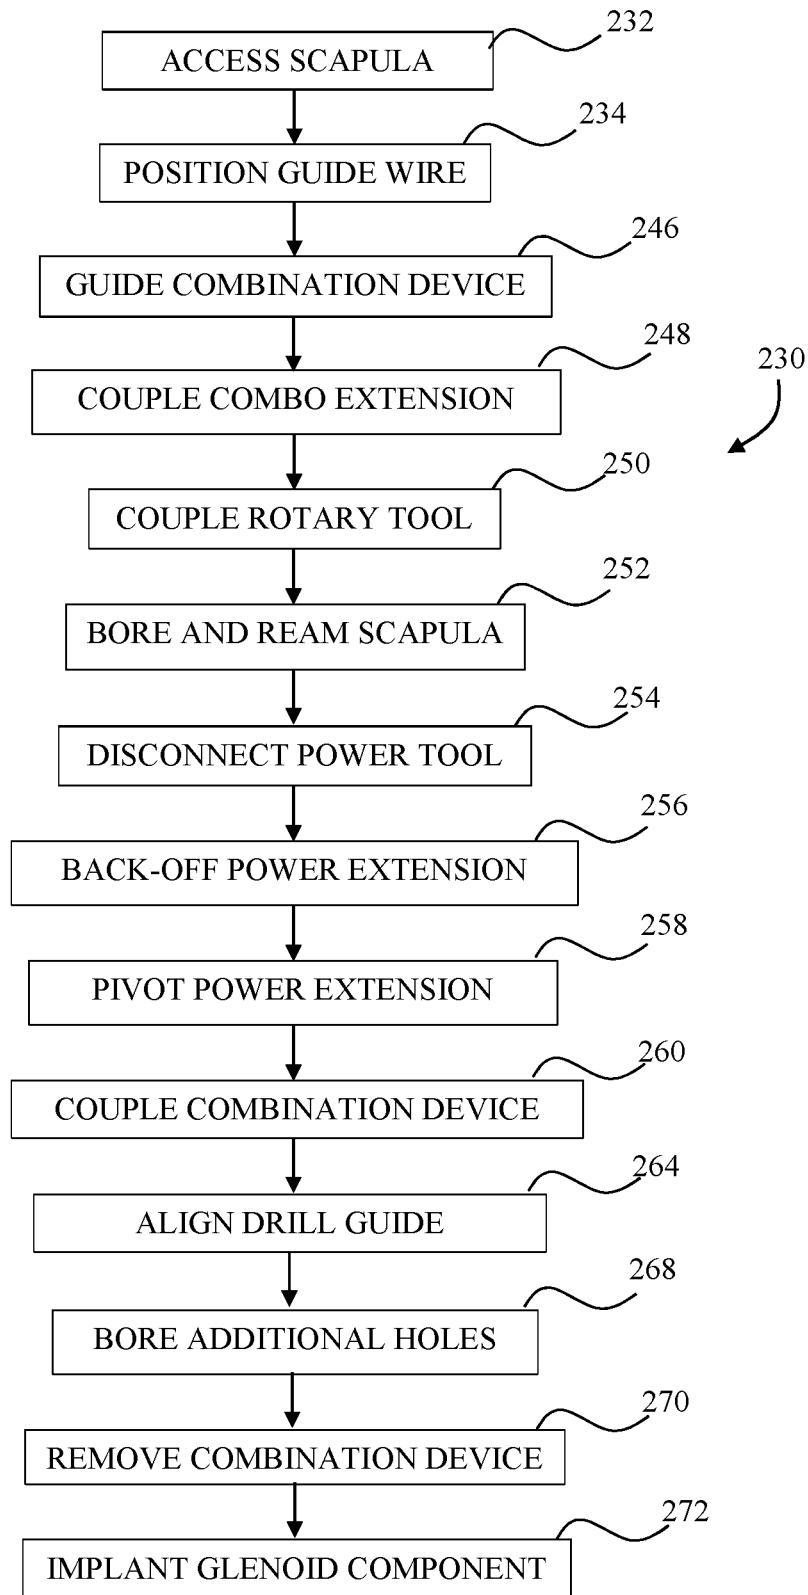 232
ACCESS SCAPULA
234
POSITION GUIDE WIRE
246
GUIDE COMBINATION DEVICE
248
COUPLE COMBO EXTENSION
230
250
COUPLE ROTARY TOOL
252
BORE AND REAM SCAPULA
254
DISCONNECT POWER TOOL
256
BACK-OFF POWER EXTENSION
258
PIVOT POWER EXTENSION
260
COUPLE COMBINATION DEVICE
264
ALIGN DRILL GUIDE
268
BORE ADDITIONAL HOLES
270
REMOVE COMBINATION DEVICE
272
IMPLANT GLENOID COMPONENT